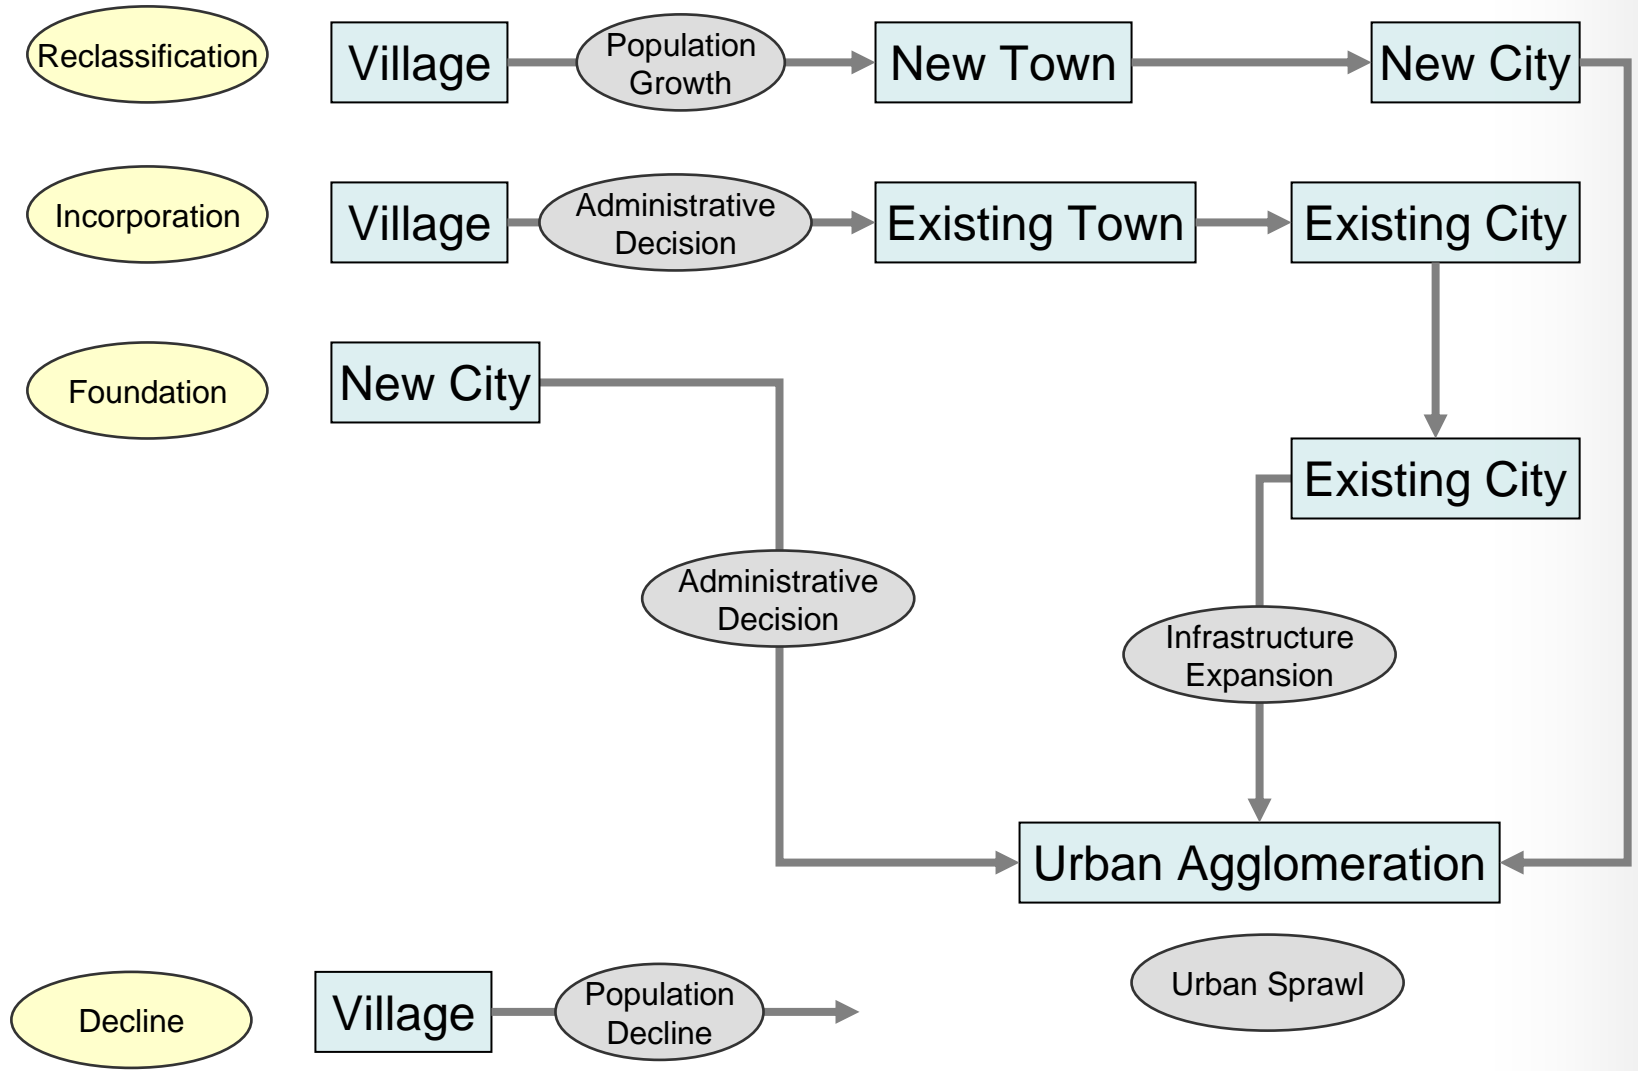 Reclassification
Village
Population
Growth
New Town
New City
Incorporation
Village
Administrative
Decision
Existing Town
Existing City
Foundation
New City
Existing City
Administrative
Decision
Infrastructure
Expansion
Urban Agglomeration
Urban Sprawl
Decline
Village
Population
Decline